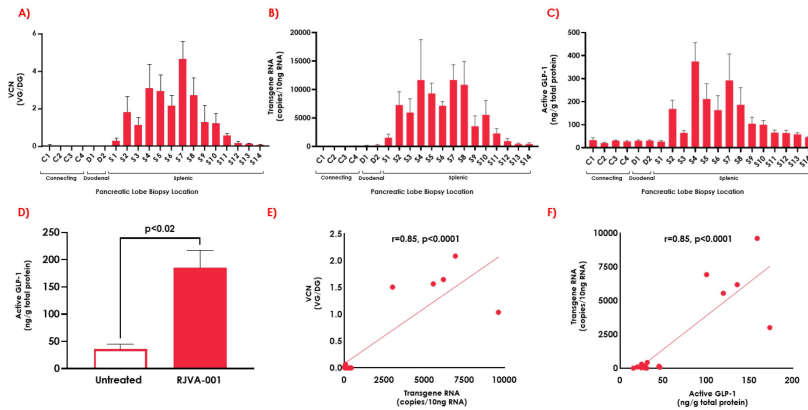 A)
VCN
(VG/DG)
6
4
2
0
C1 C2 C3 C4 D1 D2 S1 S2 S3 S4 S5 S6 S7 S8 S9 S10 S11 S12 S13 S14
Connecting Duodenal Splenic
Pancreatic Lobe Biopsy Location
B)
Transgene RNA
(copies/10ng RNA)
20000
15000
10000
5000
0
C1 C2 C3 C4 D1 D2 S1 S2 S3 S4 S5 S6 S7 S8 S9 S10 S11 S12 S13 S14
Connecting Duodenal Splenic
Pancreatic Lobe Biopsy Location
C)
Active GLP-1
(ng/g total protein)
500
400
300
200
100
0
C1 C2 C3 C4 D1 D2 S1 S2 S3 S4 S5 S6 S7 S8 S9 S10 S11 S12 S13 S14
Connecting Duodenal Splenic
Pancreatic Lobe Biopsy Location
D)
p<0.02
Active GLP-1
(ng/g total protein)
250
200
150
100
50
0
Untreated RJVA-001
E)
r=0.85, p<0.0001
VCN
(VG/DG)
2.5
2.0
1.5
1.0
0.5
0.0
0 2500 5000 7500 10000
Transgene RNA
(copies/10ng RNA)
F)
r=0.85, p<0.0001
Transgene RNA
(copies/10ng RNA)
10000
7500
5000
2500
0
0 50 100 150 200
Active GLP-1
(ng/g total protein)